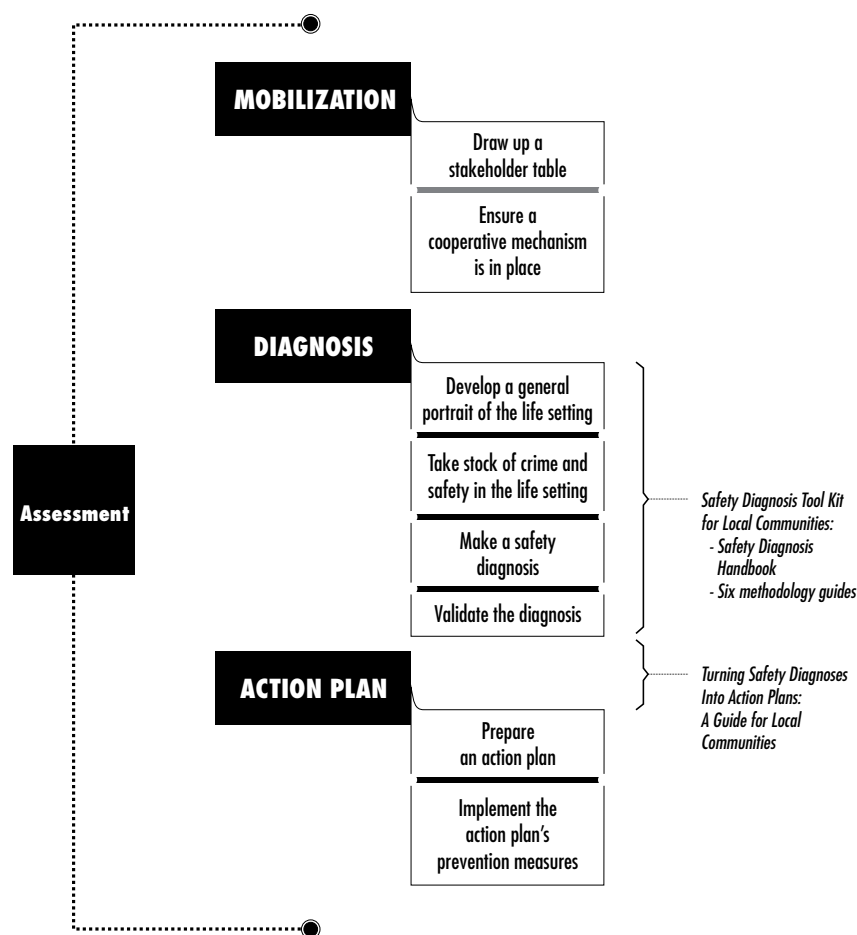 MOBILIZATION
Draw up a
stakeholder table
Ensure a
cooperative mechanism
is in place
DIAGNOSIS
Develop a general
portrait of the life setting
Take stock of crime and
safety in the life setting
Make a safety
diagnosis
Validate the diagnosis
Assessment
Safety Diagnosis Tool Kit
for Local Communities:
- Safety Diagnosis
Handbook
- Six methodology guides
ACTION PLAN
Prepare
an action plan
Implement the
action plan's
prevention measures
Turning Safety Diagnoses
Into Action Plans:
A Guide for Local
Communities